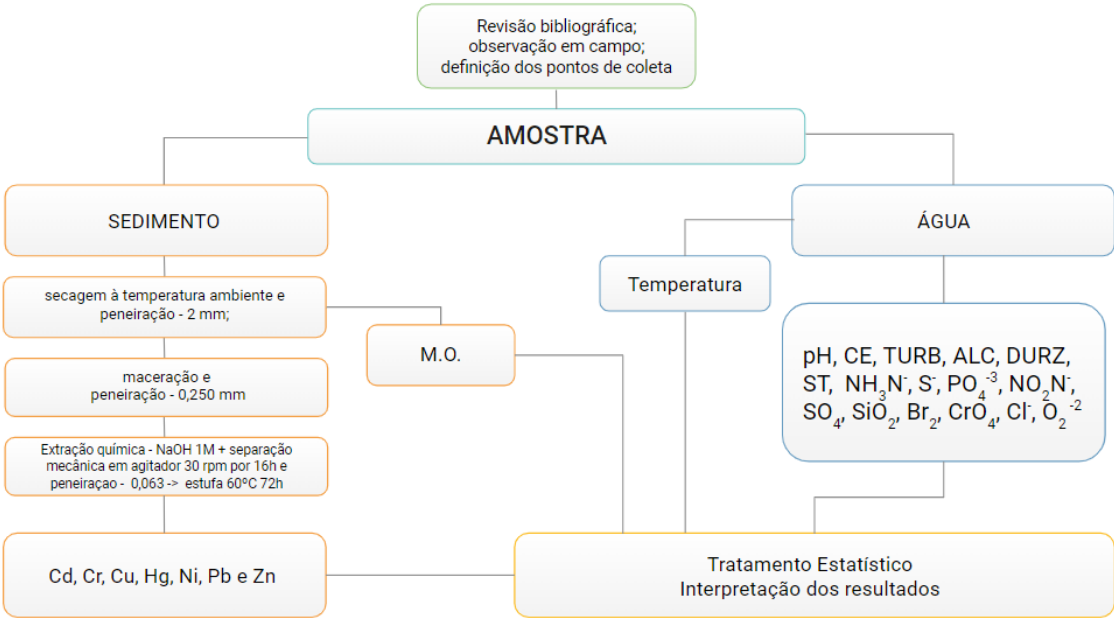 Revisão bibliográfica;
observação em campo;
definição dos pontos de coleta
AMOSTRA
SEDIMENTO
ÁGUA
secagem à temperatura ambiente e
peneiração - 2 mm;
Temperatura
M.O.
pH, CE, TURB, ALC, DURZ,
ST, NH₃N⁻, S⁻, PO₄⁻³, NO₂N⁻,
SO₄, SiO₂, Br₂, CrO₄, Cl⁻, O₂⁻²
maceração e
peneiração - 0,250 mm
Extração química - NaOH 1M + separação
mecânica em agitador 30 rpm por 16h e
peneiraçao - 0,063 -> estufa 60ºC 72h
Cd, Cr, Cu, Hg, Ni, Pb e Zn
Tratamento Estatístico
Interpretação dos resultados